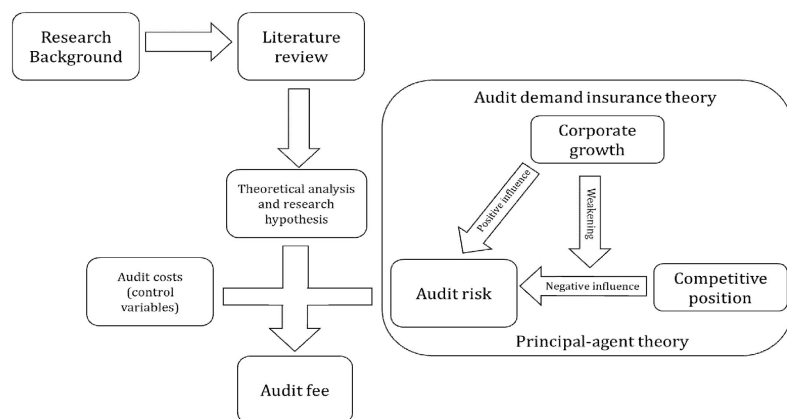 Research
Background
Literature
review
Audit demand insurance theory
Corporate
growth
Theoretical analysis
and research
hypothesis
Positive influence
Weakening
Audit costs
(control
variables)
Audit risk
Negative influence
Competitive
position
Principal-agent theory
Audit fee